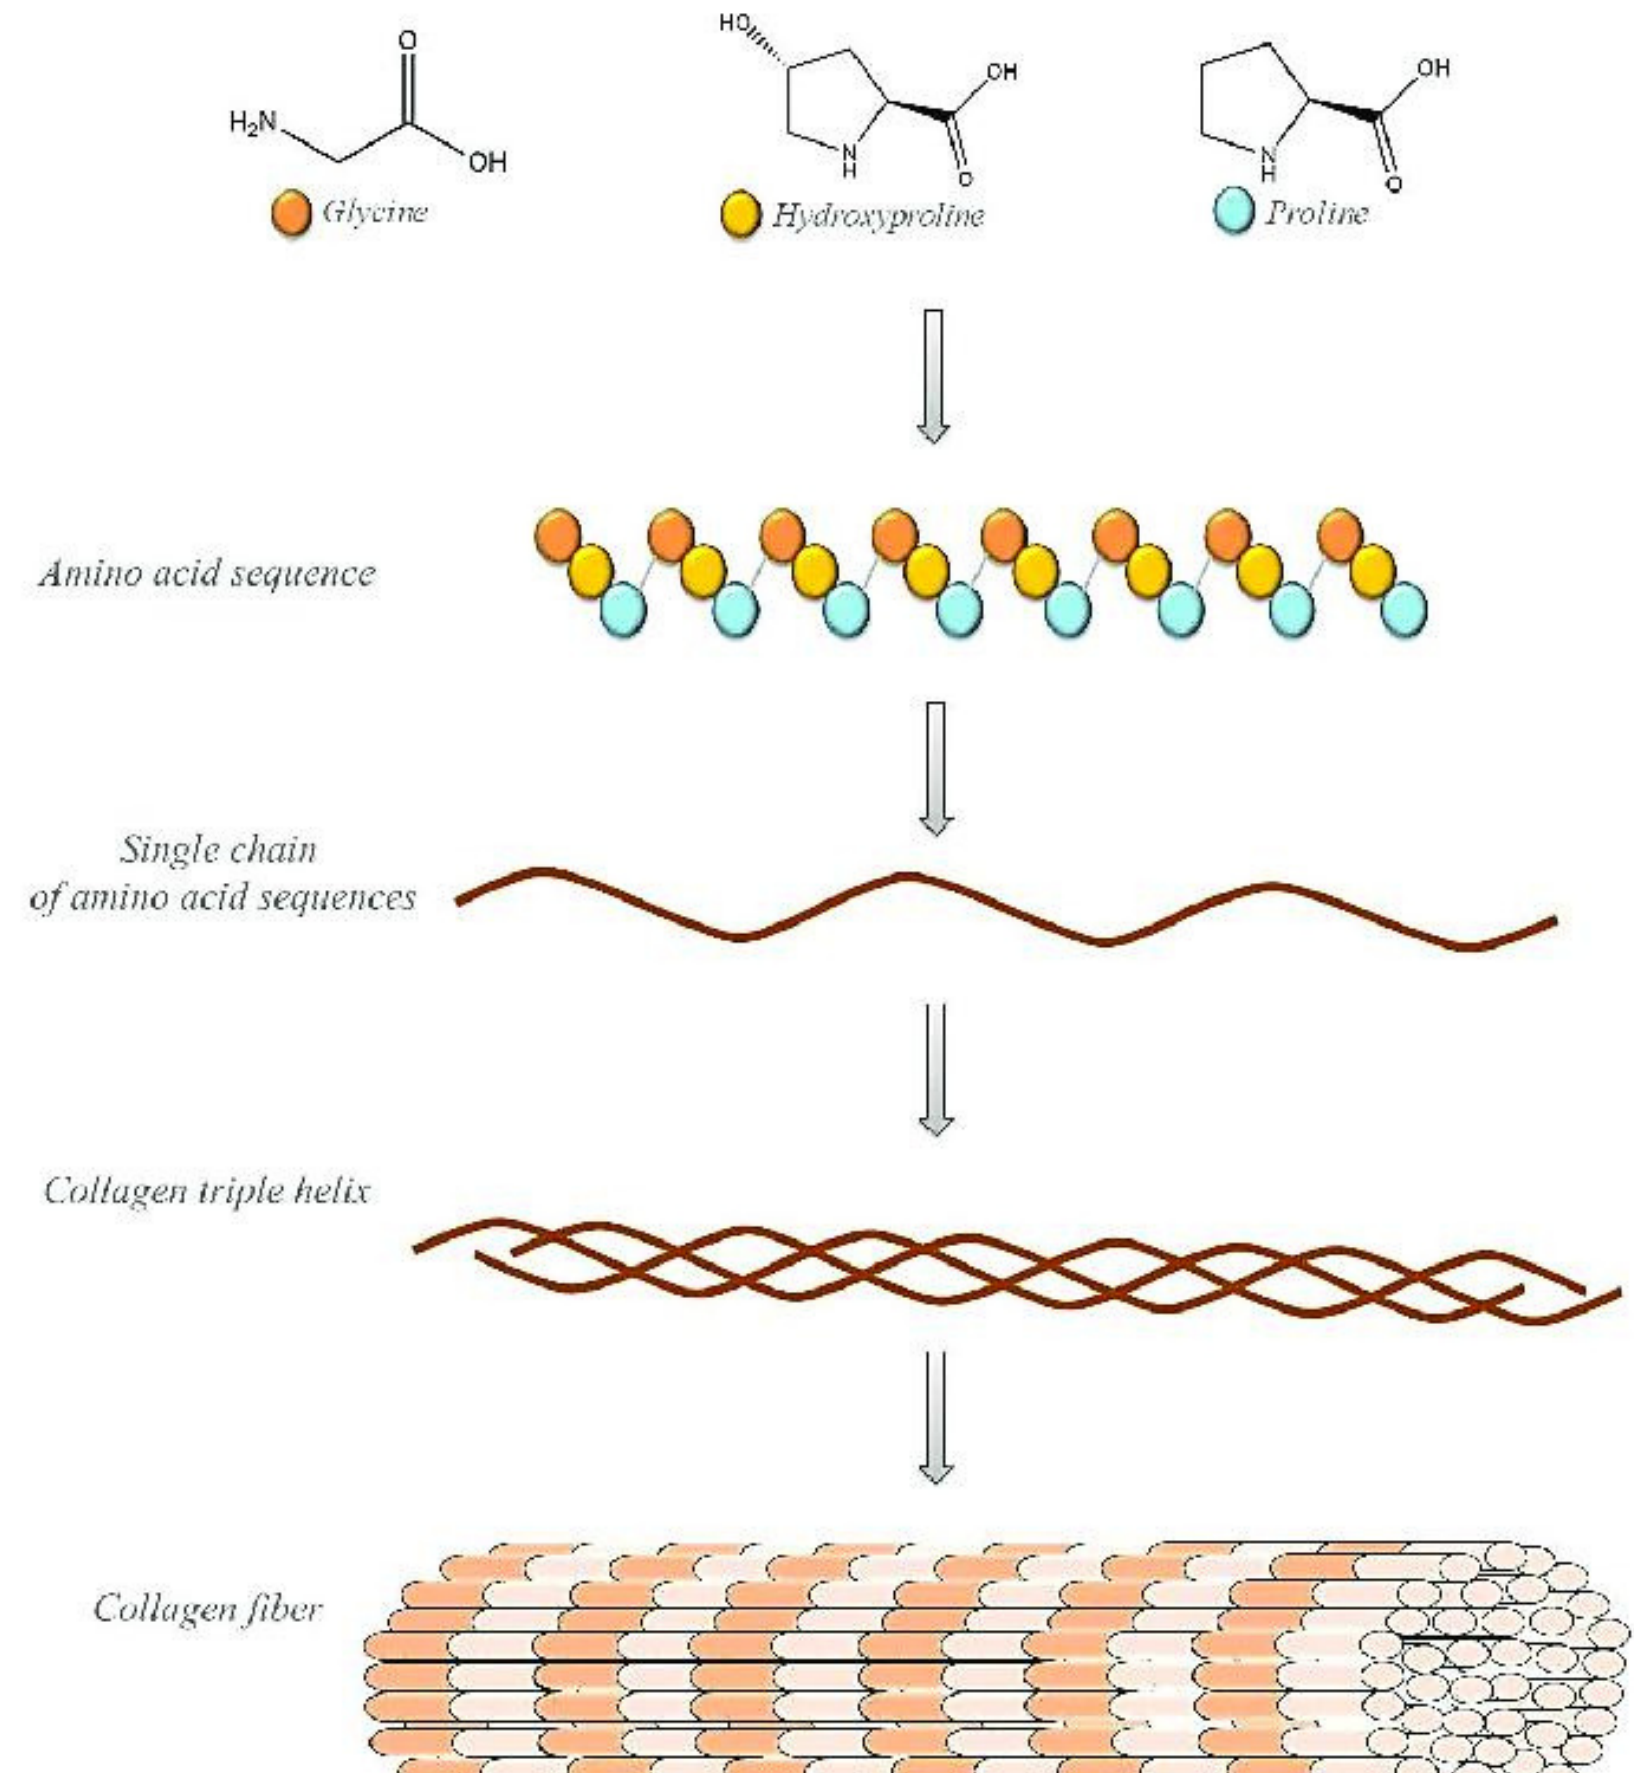 O
H₂N
OH
Glycine
HO
OH
N
H
O
Hydroxyproline
OH
N
H
O
Proline
Amino acid sequence
Single chain
of amino acid sequences
Collagen triple helix
Collagen fiber